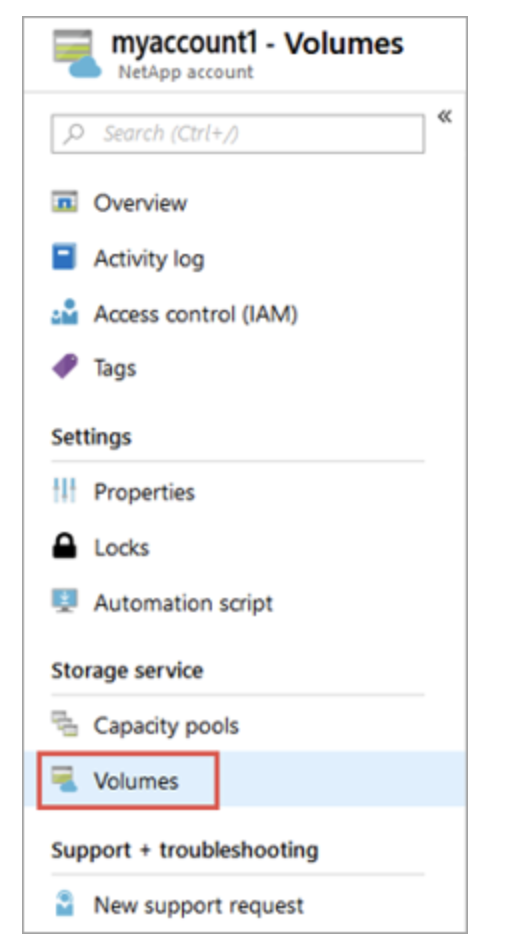 myaccount1 - Volumes
NetApp account
«
Search (Ctrl+/)
Overview
Activity log
Access control (IAM)
Tags
Settings
Properties
Locks
Automation script
Storage service
Capacity pools
Volumes
Support + troubleshooting
New support request